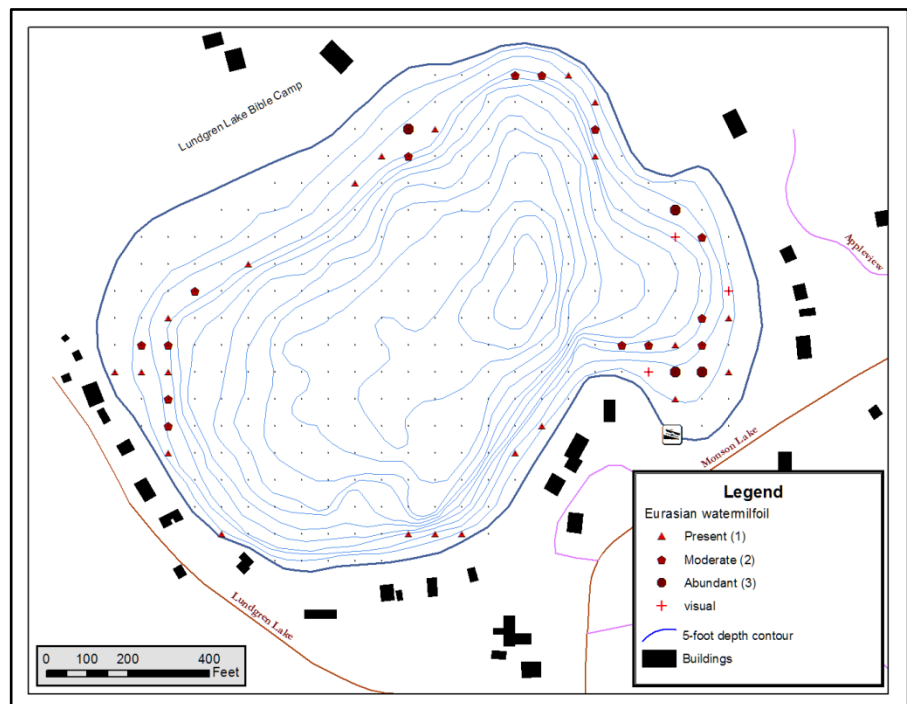 Lundgren Lake Bible Camp
Appleview
Monson Lake
Lundgren Lake
Legend
Eurasian watermilfoil
Present (1)
Moderate (2)
Abundant (3)
visual
5-foot depth contour
Buildings
0 100 200 400
Feet